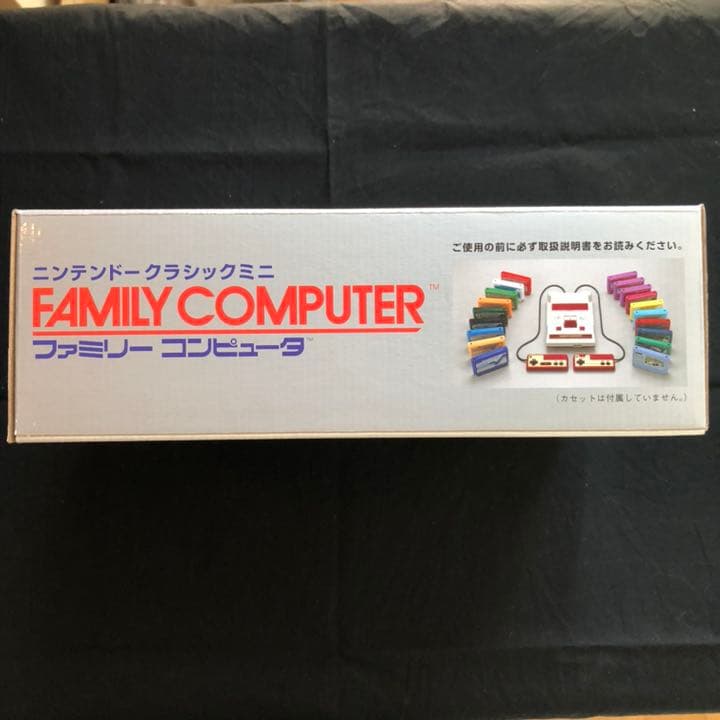 ニンテンドークラシックミニ
FAMILY COMPUTER™
ファミリー コンピュータ™
ご使用の前に必ず取扱説明書をお読みください。
（カセットは付属していません。）